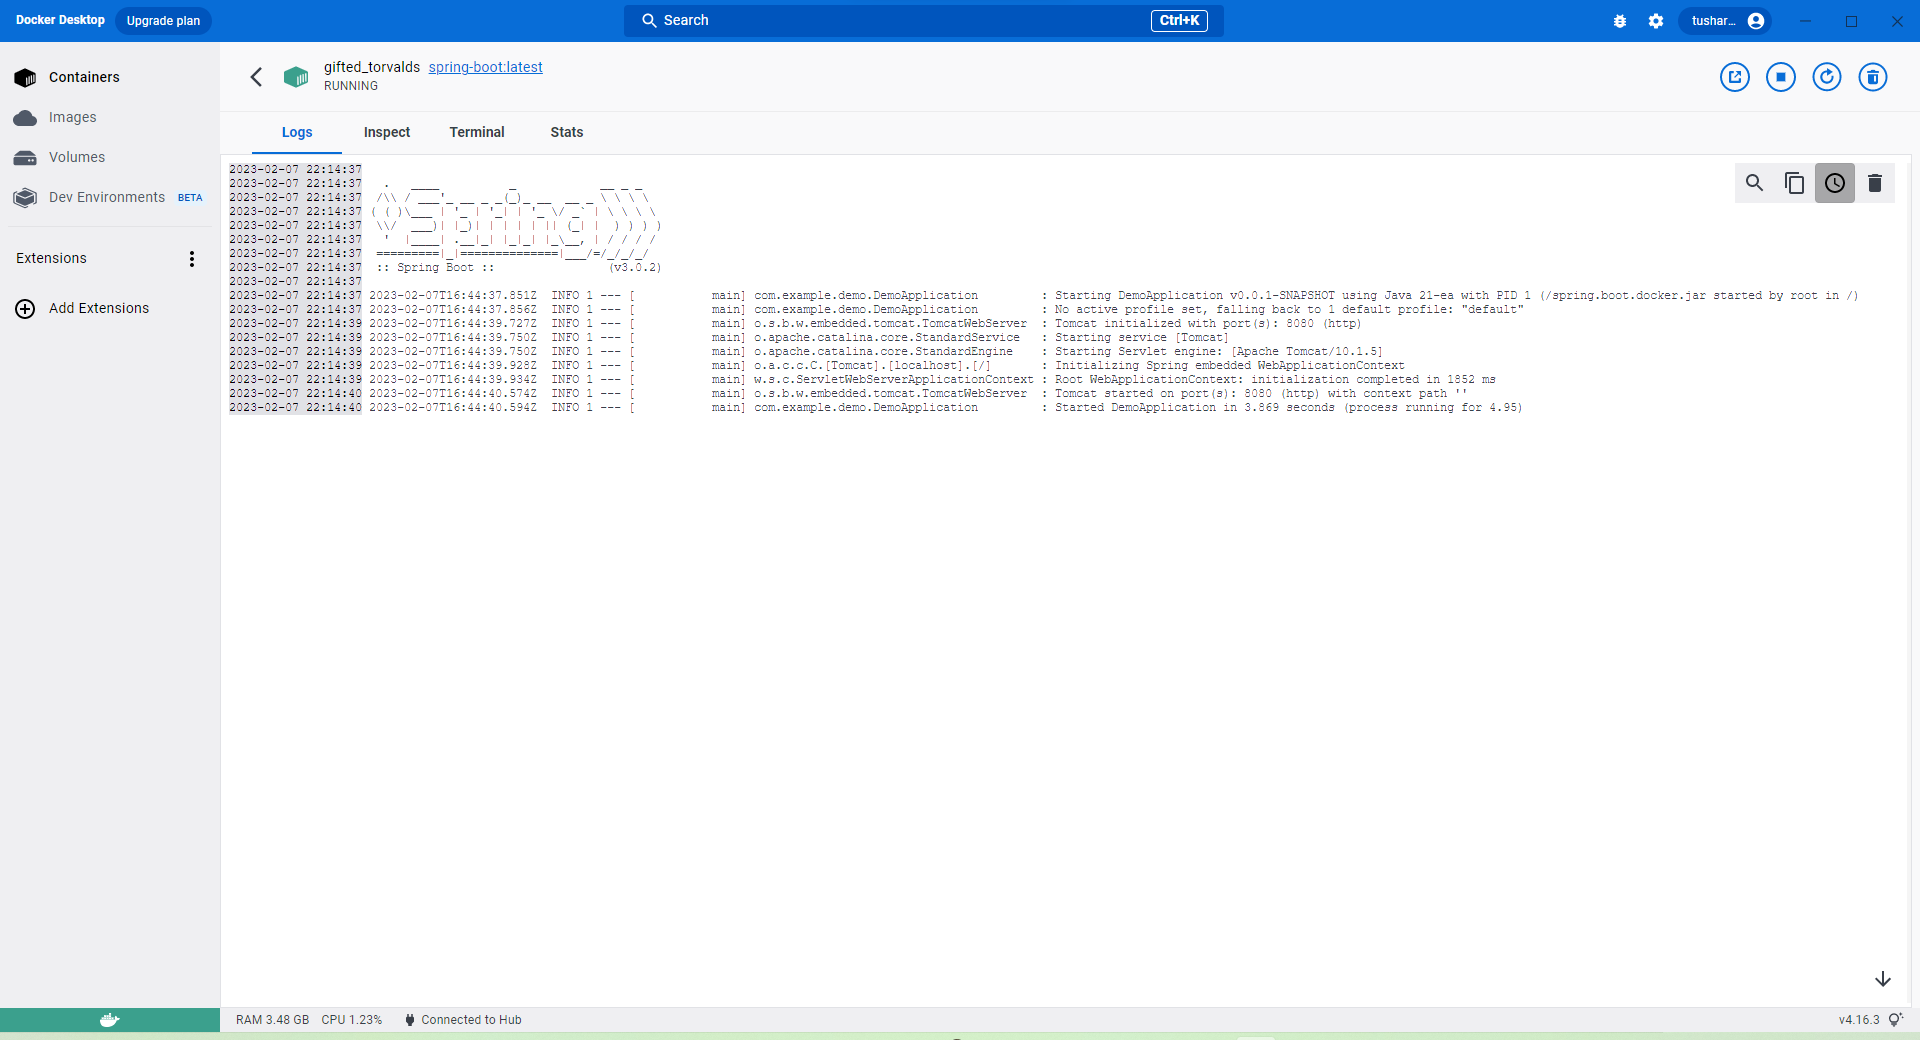 Docker Desktop Upgrade plan Search Ctrl+K tushar...
Containers
Images
Volumes
Dev Environments BETA
Extensions
Add Extensions
gifted_torvalds spring-boot:latest
RUNNING
Logs Inspect Terminal Stats
2023-02-07 22:14:37
2023-02-07 22:14:37   .   ____          _            __ _ _
2023-02-07 22:14:37  /\\ / ___'_ __ _ _(_)_ __  __ _ \ \ \ \
2023-02-07 22:14:37 ( ( )\___ | '_ | '_| | '_ \/ _` | \ \ \ \
2023-02-07 22:14:37  \\/  ___)| |_)| | | | | || (_| |  ) ) ) )
2023-02-07 22:14:37   '  |____| .__|_| |_|_| |_\__, | / / / /
2023-02-07 22:14:37  =========|_|==============|___/=/_/_/_/
2023-02-07 22:14:37  :: Spring Boot ::                (v3.0.2)
2023-02-07 22:14:37
2023-02-07 22:14:37 2023-02-07T16:44:37.851Z  INFO 1 --- [           main] com.example.demo.DemoApplication         : Starting DemoApplication v0.0.1-SNAPSHOT using Java 21-ea with PID 1 (/spring.boot.docker.jar started by root in /)
2023-02-07 22:14:37 2023-02-07T16:44:37.856Z  INFO 1 --- [           main] com.example.demo.DemoApplication         : No active profile set, falling back to 1 default profile: "default"
2023-02-07 22:14:39 2023-02-07T16:44:39.727Z  INFO 1 --- [           main] o.s.b.w.embedded.tomcat.TomcatWebServer  : Tomcat initialized with port(s): 8080 (http)
2023-02-07 22:14:39 2023-02-07T16:44:39.750Z  INFO 1 --- [           main] o.apache.catalina.core.StandardService   : Starting service [Tomcat]
2023-02-07 22:14:39 2023-02-07T16:44:39.750Z  INFO 1 --- [           main] o.apache.catalina.core.StandardEngine    : Starting Servlet engine: [Apache Tomcat/10.1.5]
2023-02-07 22:14:39 2023-02-07T16:44:39.928Z  INFO 1 --- [           main] o.a.c.c.C.[Tomcat].[localhost].[/]       : Initializing Spring embedded WebApplicationContext
2023-02-07 22:14:39 2023-02-07T16:44:39.934Z  INFO 1 --- [           main] w.s.c.ServletWebServerApplicationContext : Root WebApplicationContext: initialization completed in 1852 ms
2023-02-07 22:14:40 2023-02-07T16:44:40.574Z  INFO 1 --- [           main] o.s.b.w.embedded.tomcat.TomcatWebServer  : Tomcat started on port(s): 8080 (http) with context path ''
2023-02-07 22:14:40 2023-02-07T16:44:40.594Z  INFO 1 --- [           main] com.example.demo.DemoApplication         : Started DemoApplication in 3.869 seconds (process running for 4.95)
RAM 3.48 GB CPU 1.23% Connected to Hub v4.16.3